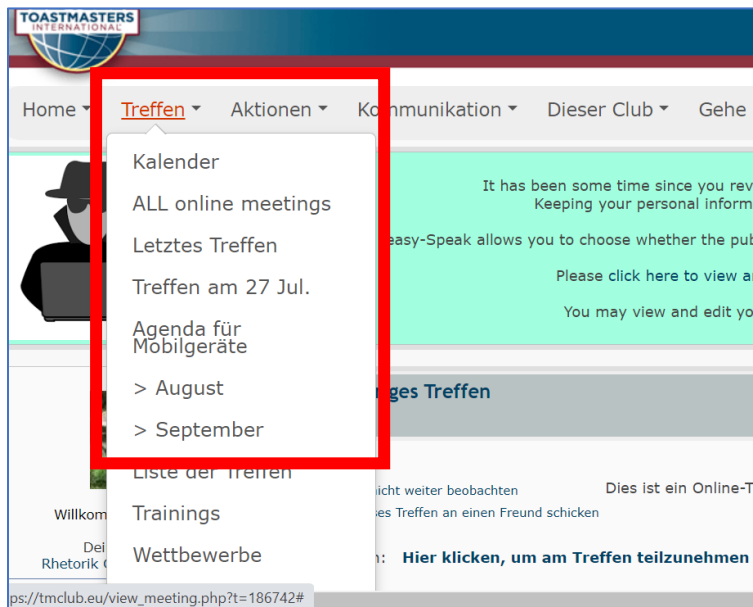 TOASTMASTERS
INTERNATIONAL
Home Treffen Aktionen Kommunikation Dieser Club Gehe
Kalender
ALL online meetings
Letztes Treffen
Treffen am 27 Jul.
Agenda für
Mobilgeräte
> August
> September
Liste der Treffen
Trainings
Wettbewerbe
It has been some time since you rev
Keeping your personal inform
easy-Speak allows you to choose whether the pub
Please click here to view a
You may view and edit yo
iges Treffen
nicht weiter beobachten Dies ist ein Online-T
ses Treffen an einen Freund schicken
Willkom
Dei
Rhetorik
: Hier klicken, um am Treffen teilzunehmen
ps://tmclub.eu/view_meeting.php?t=186742#